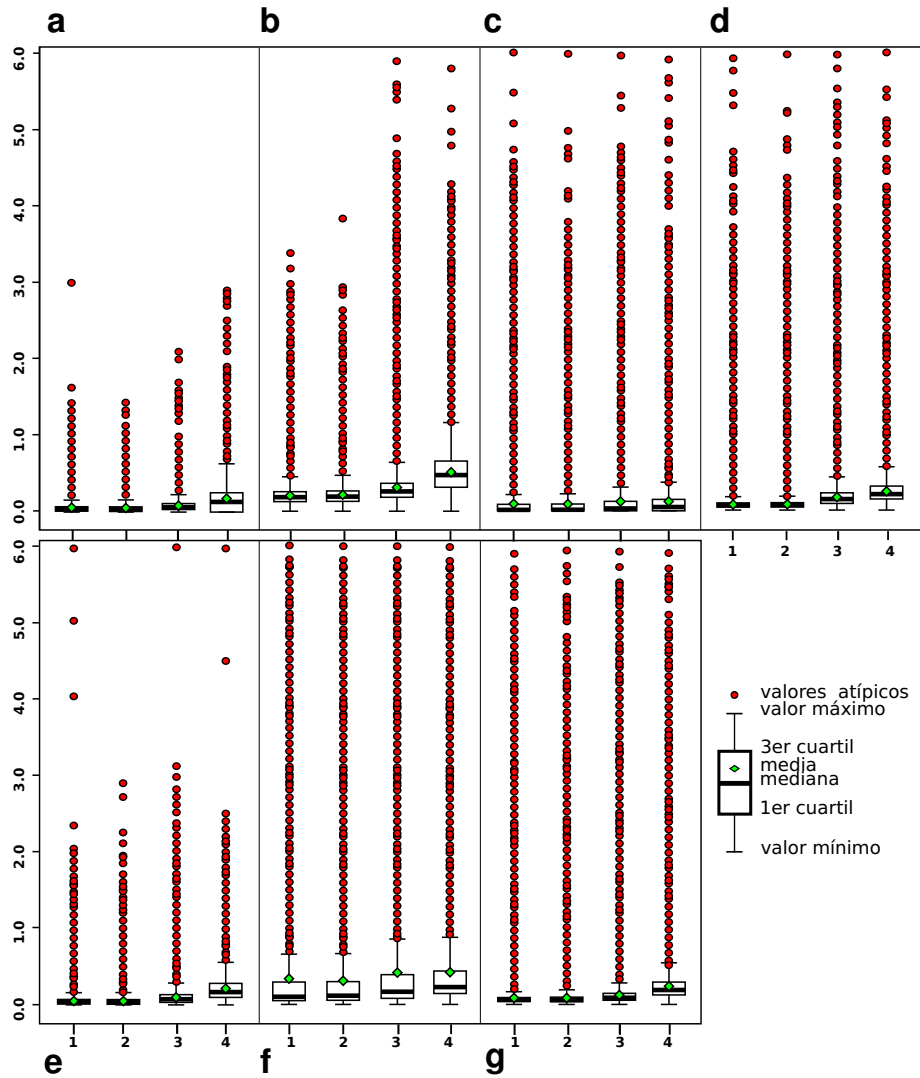 a b c d
6.0
5.0
4.0
3.0
2.0
1.0
0.0
1 2 3 4
6.0
5.0
4.0
3.0
2.0
1.0
0.0
valores atípicos
valor máximo
3er cuartil
media
mediana
1er cuartil
valor mínimo
1 2 3 4 1 2 3 4 1 2 3 4
e f g